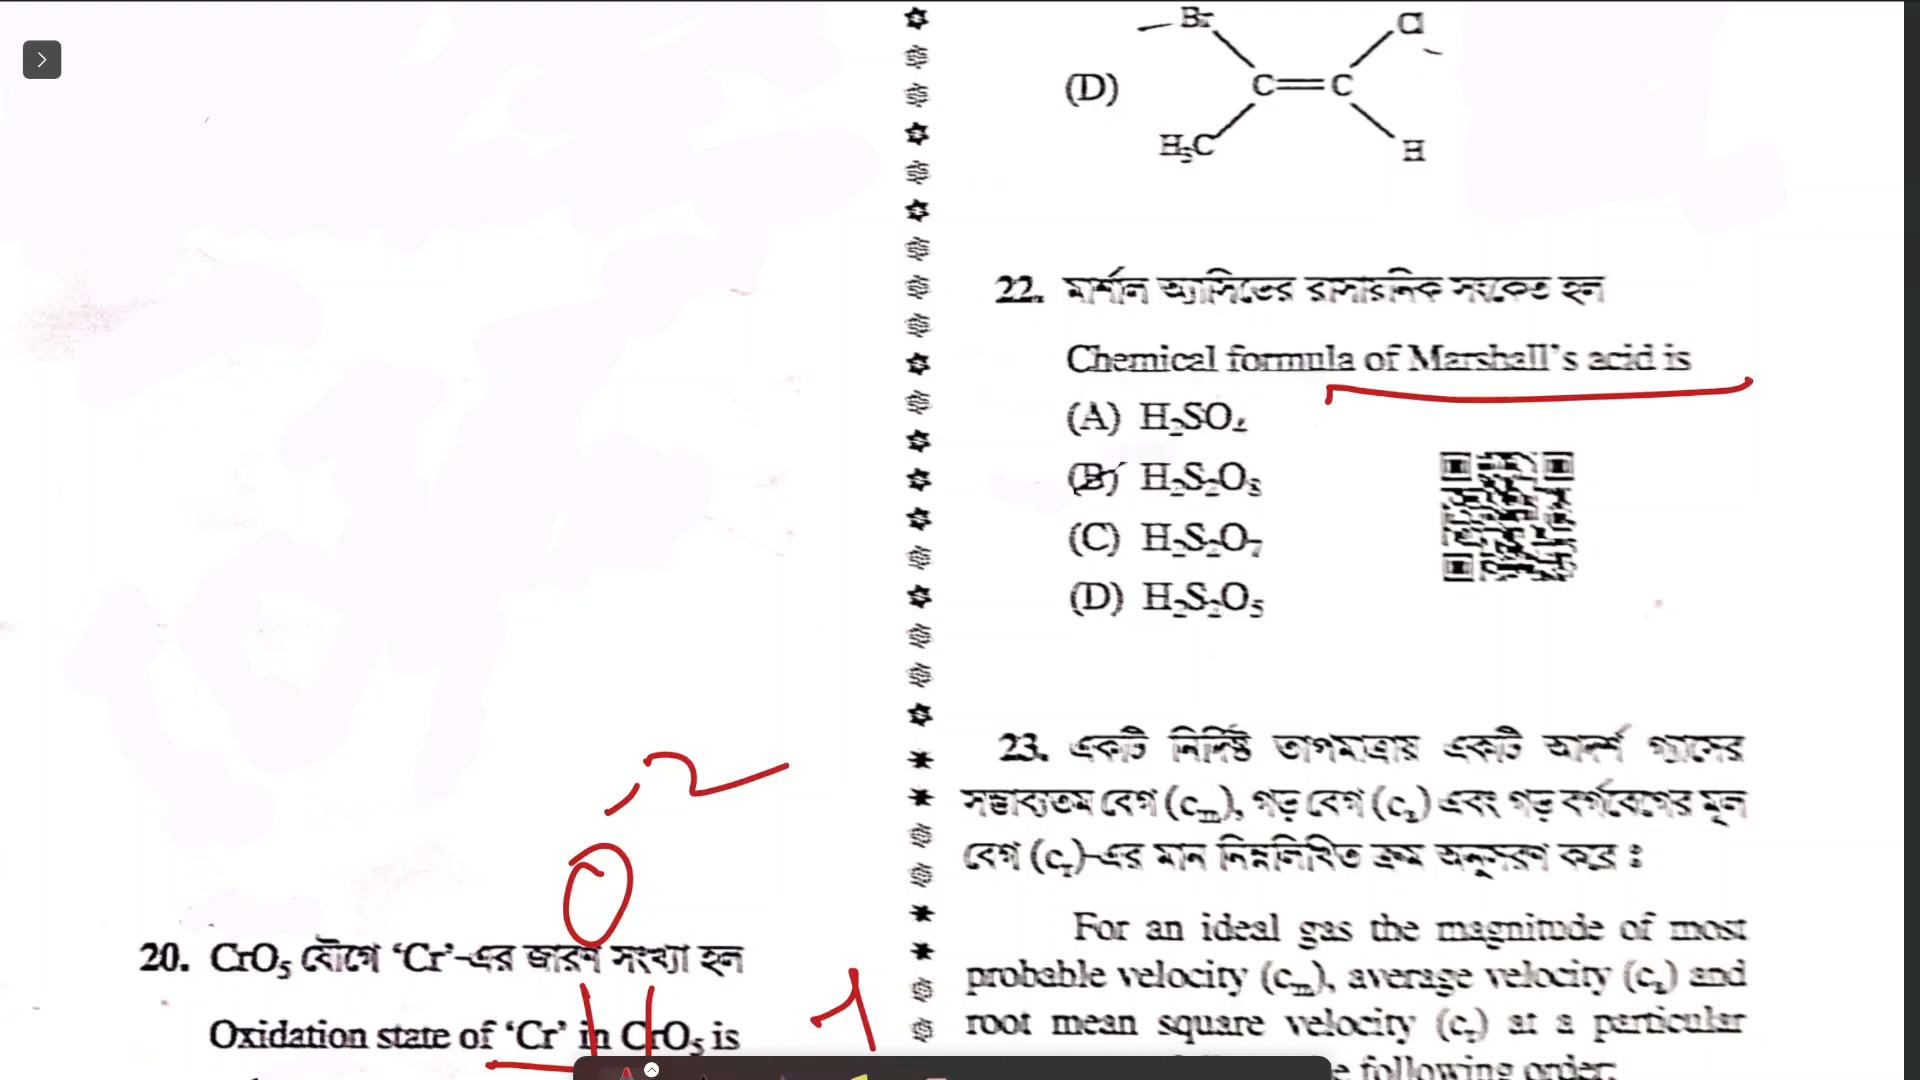 20. CrO₅ যৌগে ‘Cr’-এর জারণ সংখ্যা হল
Oxidation state of ‘Cr’ in CrO₅ is
Br
Cl
(D) C=C
H₃C
H
22. মার্শাল অ্যাসিডের রাসায়নিক সংকেত হল
Chemical formula of Marshall’s acid is
(A) H₂SO₄
(B) H₂S₂O₈
(C) H₂S₂O₇
(D) H₂S₂O₅
23. একটি নির্দিষ্ট তাপমাত্রায় একটি আদর্শ গ্যাসের
সম্ভাব্যতম বেগ (cₘ), গড় বেগ (cₐ) এবং গড় বর্গবেগের মূল
বেগ (cᵣ)-এর মান নিম্নলিখিত ক্রম অনুসরণ করে :
For an ideal gas the magnitude of most
probable velocity (cₘ), average velocity (cₐ) and
root mean square velocity (cᵣ) at a particular
following order: